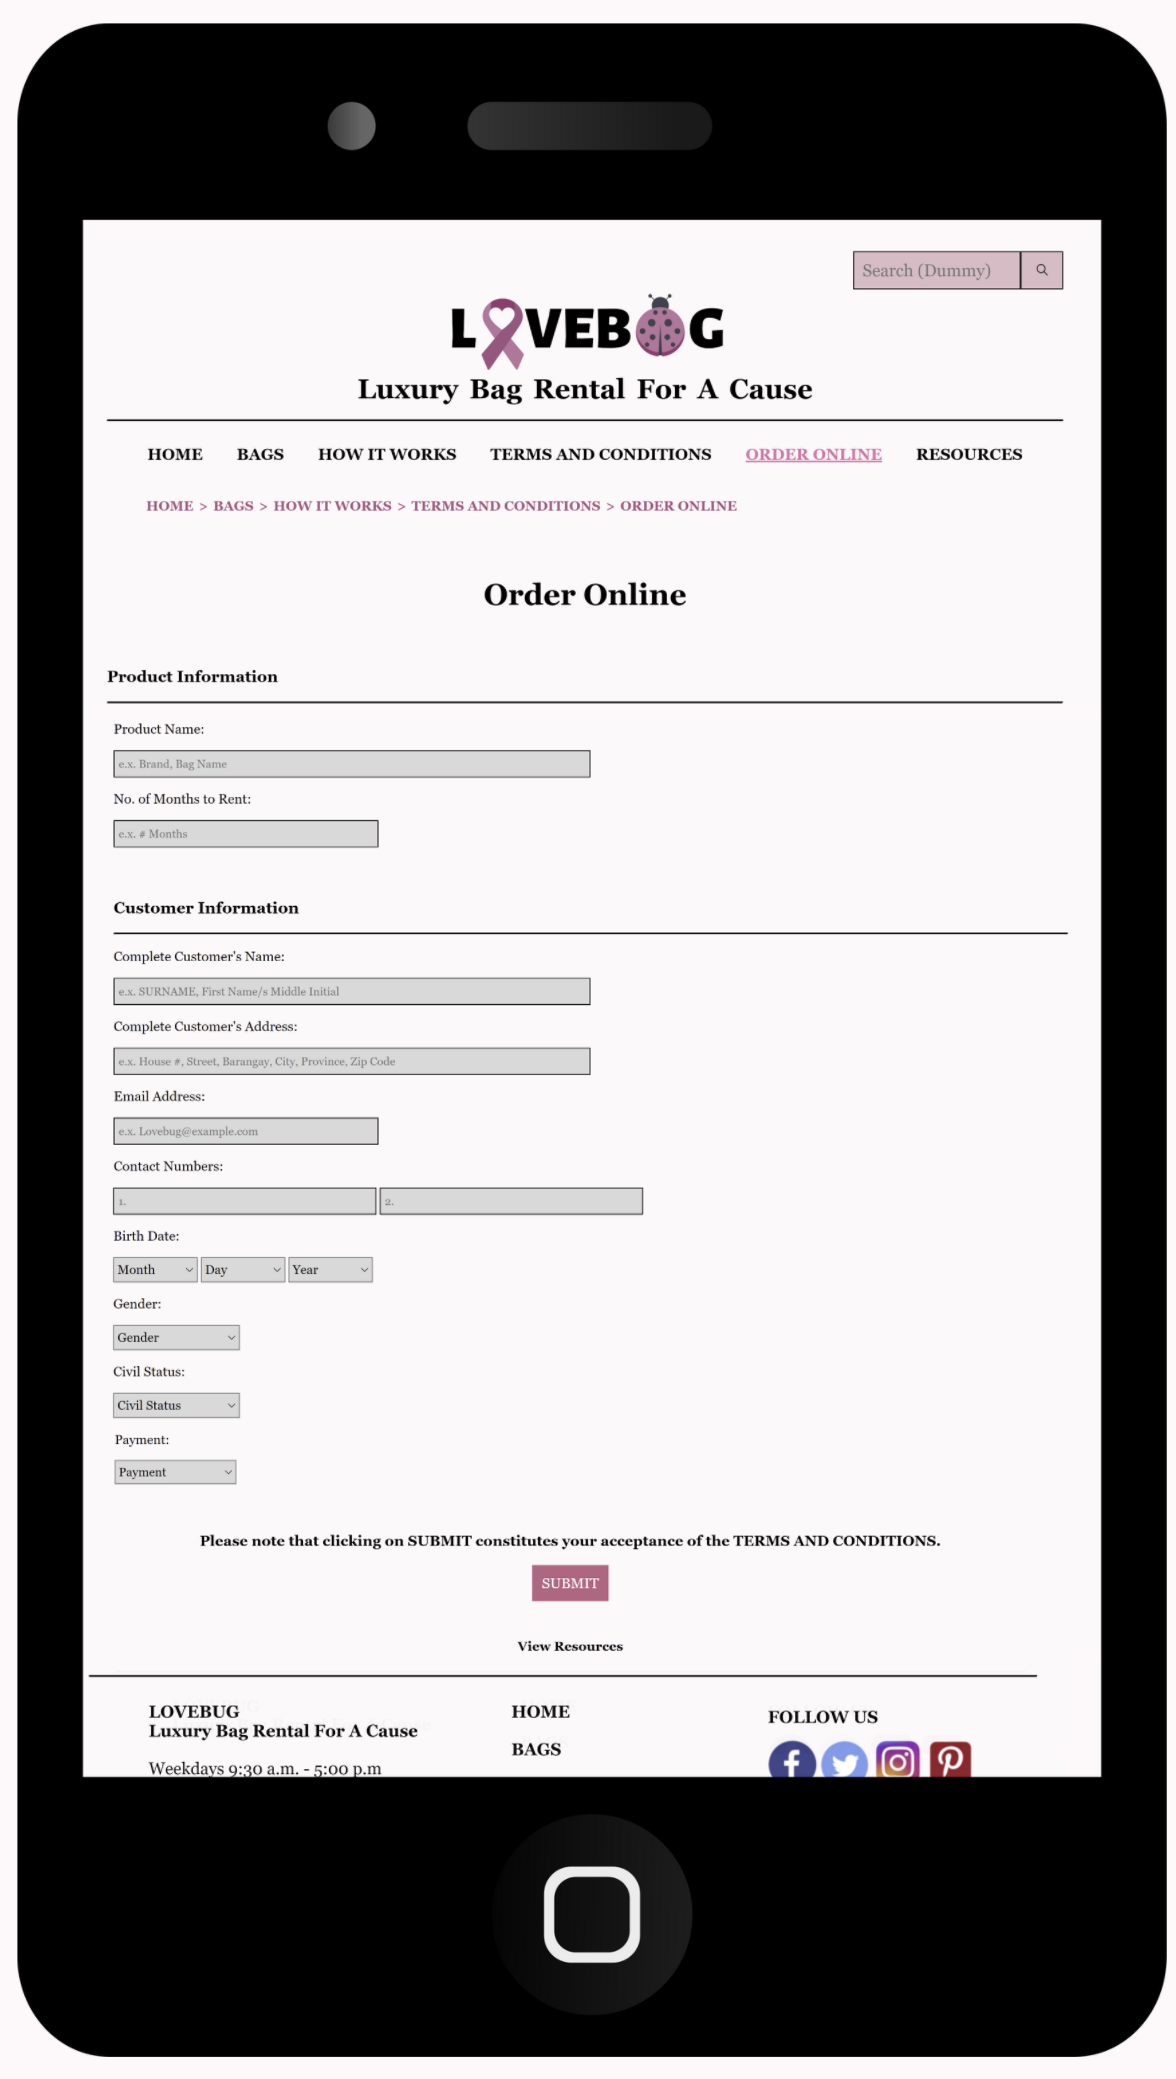 Search (Dummy)
LOVEBUG
Luxury Bag Rental For A Cause
HOME BAGS HOW IT WORKS TERMS AND CONDITIONS ORDER ONLINE RESOURCES
HOME > BAGS > HOW IT WORKS > TERMS AND CONDITIONS > ORDER ONLINE
Order Online
Product Information
Product Name:
e.x. Brand, Bag Name
No. of Months to Rent:
e.x. # Months
Customer Information
Complete Customer's Name:
e.x. SURNAME, First Name/s Middle Initial
Complete Customer's Address:
e.x. House #, Street, Barangay, City, Province, Zip Code
Email Address:
e.x. Lovebug@example.com
Contact Numbers:
1. 2.
Birth Date:
Month Day Year
Gender:
Gender
Civil Status:
Civil Status
Payment:
Payment
Please note that clicking on SUBMIT constitutes your acceptance of the TERMS AND CONDITIONS.
SUBMIT
View Resources
LOVEBUG
Luxury Bag Rental For A Cause
Weekdays 9:30 a.m. - 5:00 p.m
HOME
BAGS
FOLLOW US